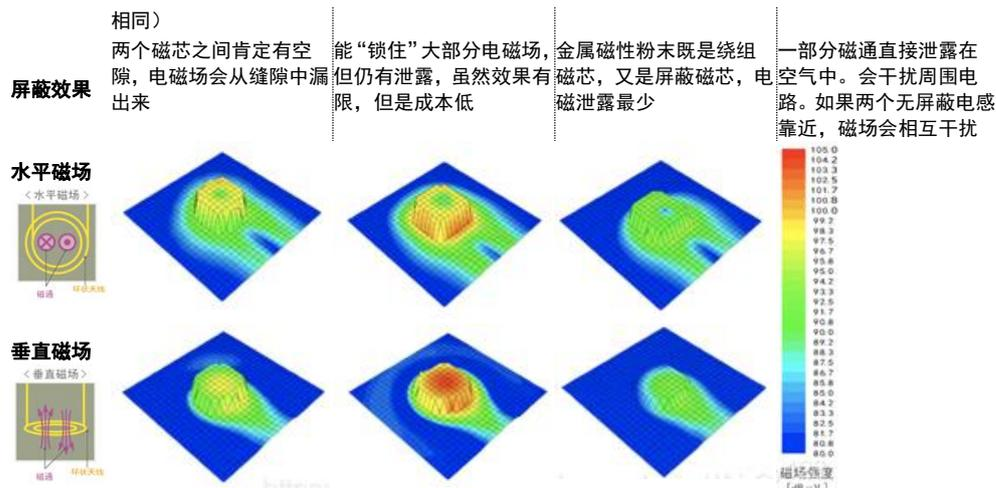 相同）
屏蔽效果
两个磁芯之间肯定有空
隙，电磁场会从缝隙中漏
出来
能“锁住”大部分电磁场，
但仍有泄露，虽然效果有
限，但是成本低
金属磁性粉末既是绕组
磁芯，又是屏蔽磁芯，电
磁泄露最少
一部分磁通直接泄露在
空气中。会干扰周围电
路。如果两个无屏蔽电感
靠近，磁场会相互干扰
水平磁场
＜水平磁场＞
磁通
环状天线
垂直磁场
＜垂直磁场＞
磁通
环状天线
105.0
104.2
103.3
102.5
101.7
100.8
100.0
99.2
98.3
97.5
96.7
95.8
95.0
94.2
93.3
92.5
91.7
90.8
90.0
89.2
88.3
87.5
86.7
85.8
85.0
84.2
83.3
82.5
81.7
80.8
80.0
磁场强度